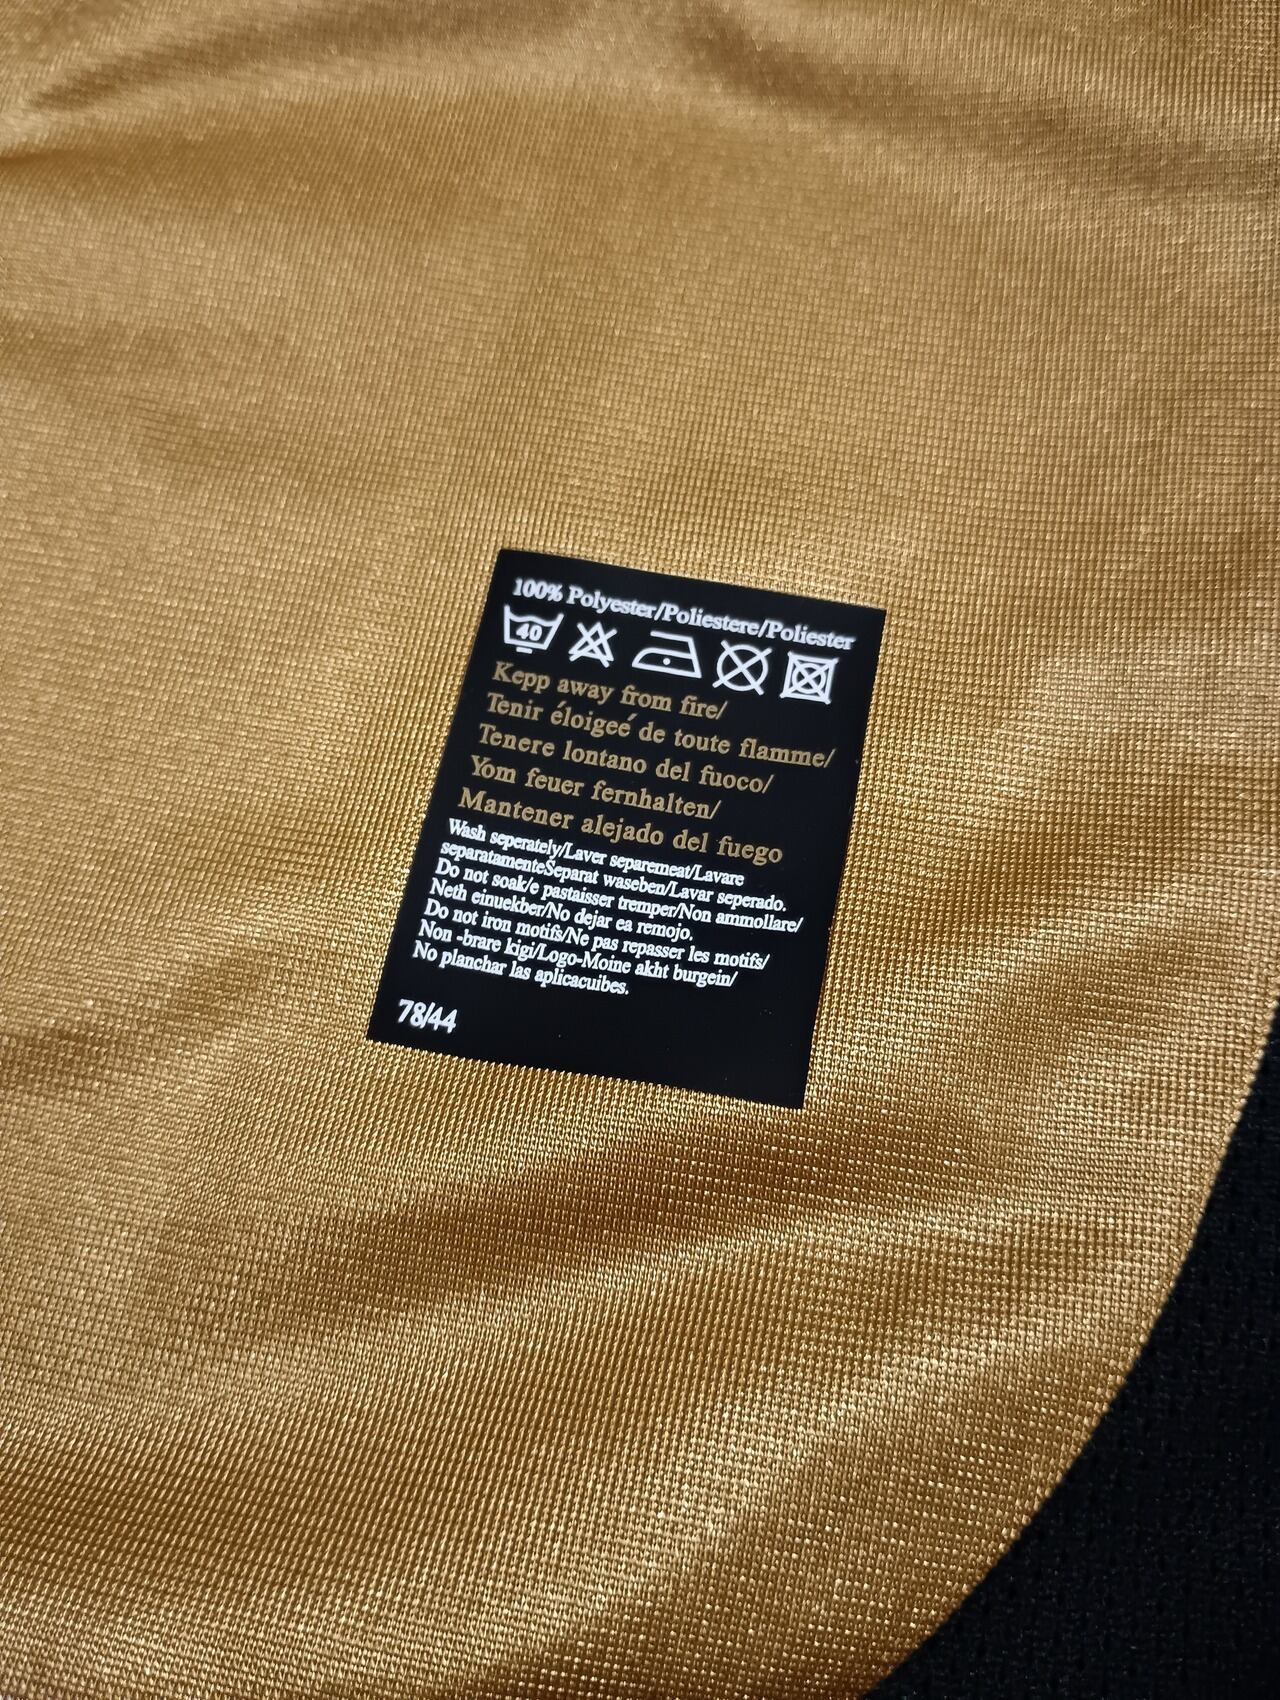 100% Polyester/Poliestere/Poliester
40
Kepp away from fire/
Tenir éloigeé de toute flamme/
Tenere lontano del fuoco/
Yom feuer fernhalten/
Mantener alejado del fuego
Wash seperately/Laver separemeat/Lavare
separatamenteSeparat waseben/Lavar seperado.
Do not soak/e pastaisser tremper/Non ammollare/
Neth einuekber/No dejar ea remojo.
Do not iron motifs/Ne pas repasser les motifs/
Non -brare kigi/Logo-Moine akht burgein/
No planchar las aplicacuibes.
78/44